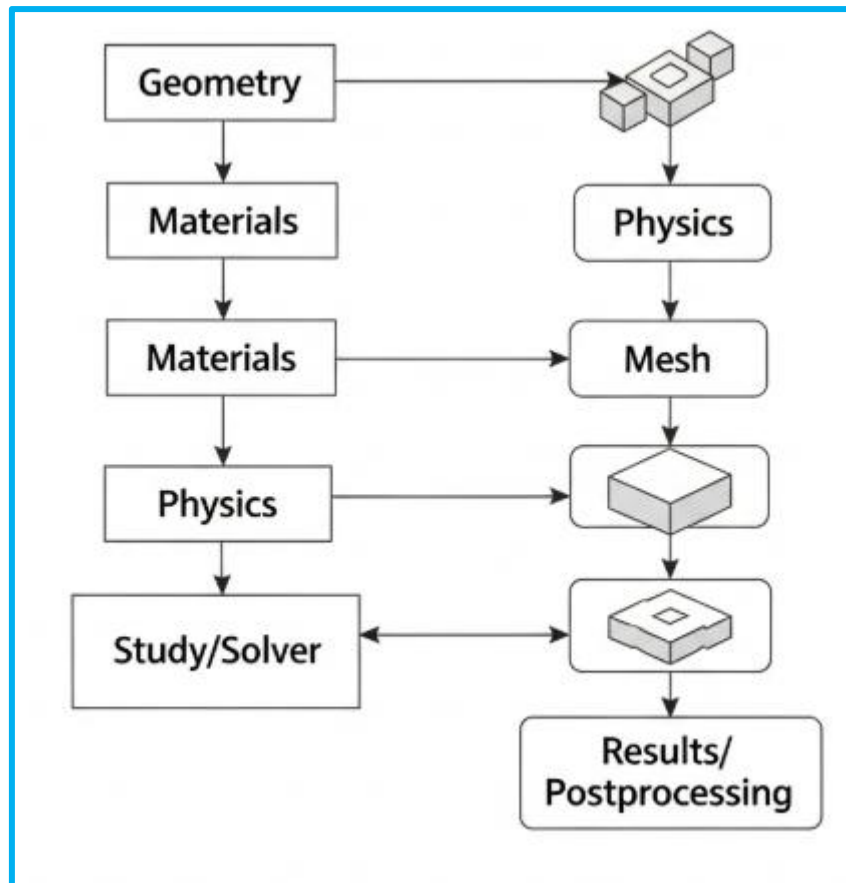 Geometry
Materials
Physics
Materials
Mesh
Physics
Study/Solver
Results/
Postprocessing